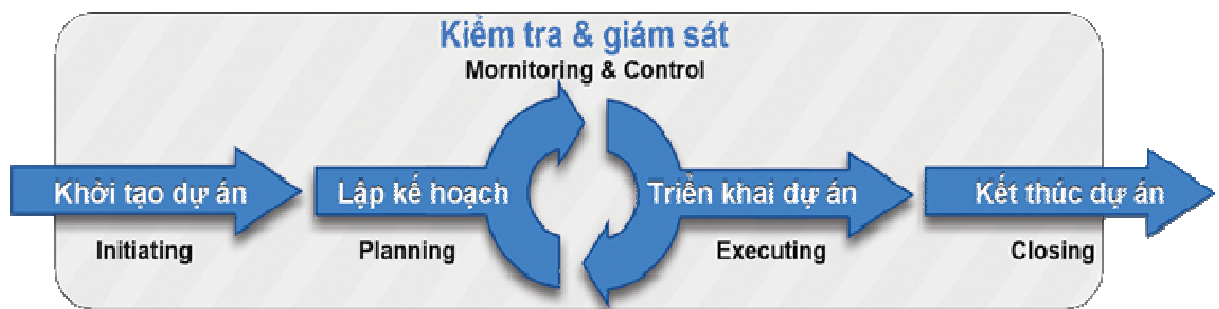 Kiểm tra & giám sát
Mornitoring & Control
Khởi tạo dự án
Lập kế hoạch
Triển khai dự án
Kết thúc dự án
Initiating
Planning
Executing
Closing